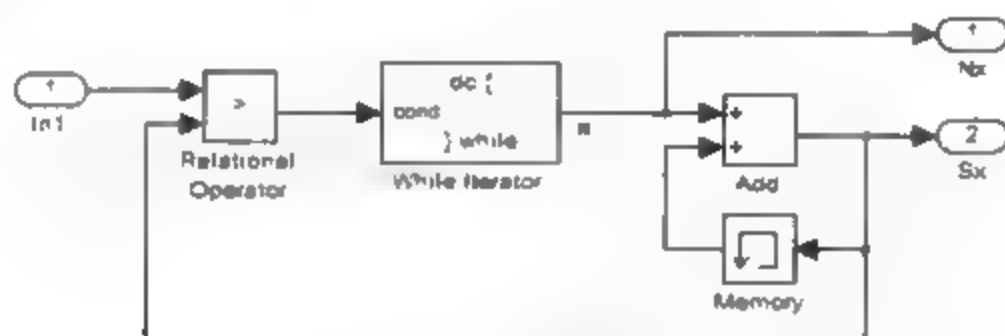 1
In1
>
Relational
Operator
do {
cond
} while
While Iterator
n
+
+
Add
Memory
1
Nx
2
Sx